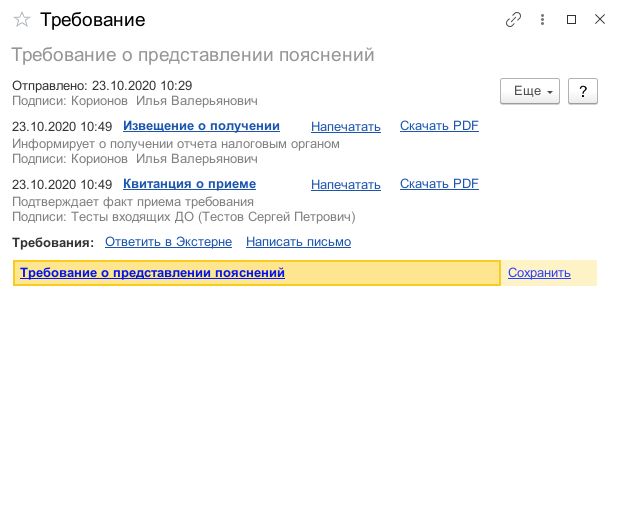 Требование
Требование о представлении пояснений
Отправлено: 23.10.2020 10:29
Подписи: Корионов Илья Валерьянович
Еще
?
23.10.2020 10:49 Извещение о получении Напечатать Скачать PDF
Информирует о получении отчета налоговым органом
Подписи: Корионов Илья Валерьянович
23.10.2020 10:49 Квитанция о приеме Напечатать Скачать PDF
Подтверждает факт приема требования
Подписи: Тесты входящих ДО (Тестов Сергей Петрович)
Требования: Ответить в Экстерне Написать письмо
Требование о представлении пояснений Сохранить